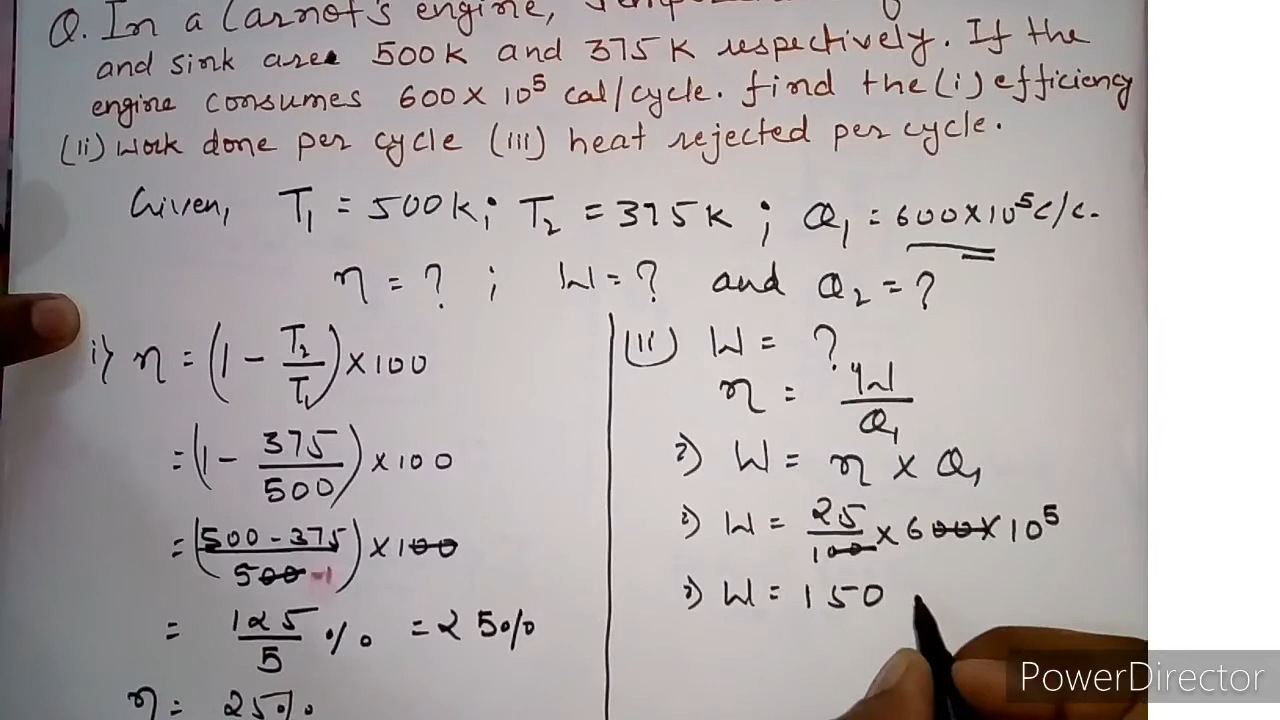 Q. In a Carnot's engine,
and sink are 500K and 375K respectively. If the
engine consumes 600×10⁵ cal/cycle. find the (i) efficiency
(ii) work done per cycle (iii) heat rejected per cycle.
Given, T₁ = 500K; T₂ = 375K ; Q₁ = 600×10⁵ c/c.
η = ? ; W = ? and Q₂ = ?
i) η = (1 - T₂/T₁) × 100
= (1 - 375/500) × 100
= (500 - 375/500) × 100
= 125/5 % = 25%
η = 25%
(ii) W = ?
η = W/Q₁
W = η × Q₁
W = 25/100 × 600 × 10⁵
W = 150
PowerDirector